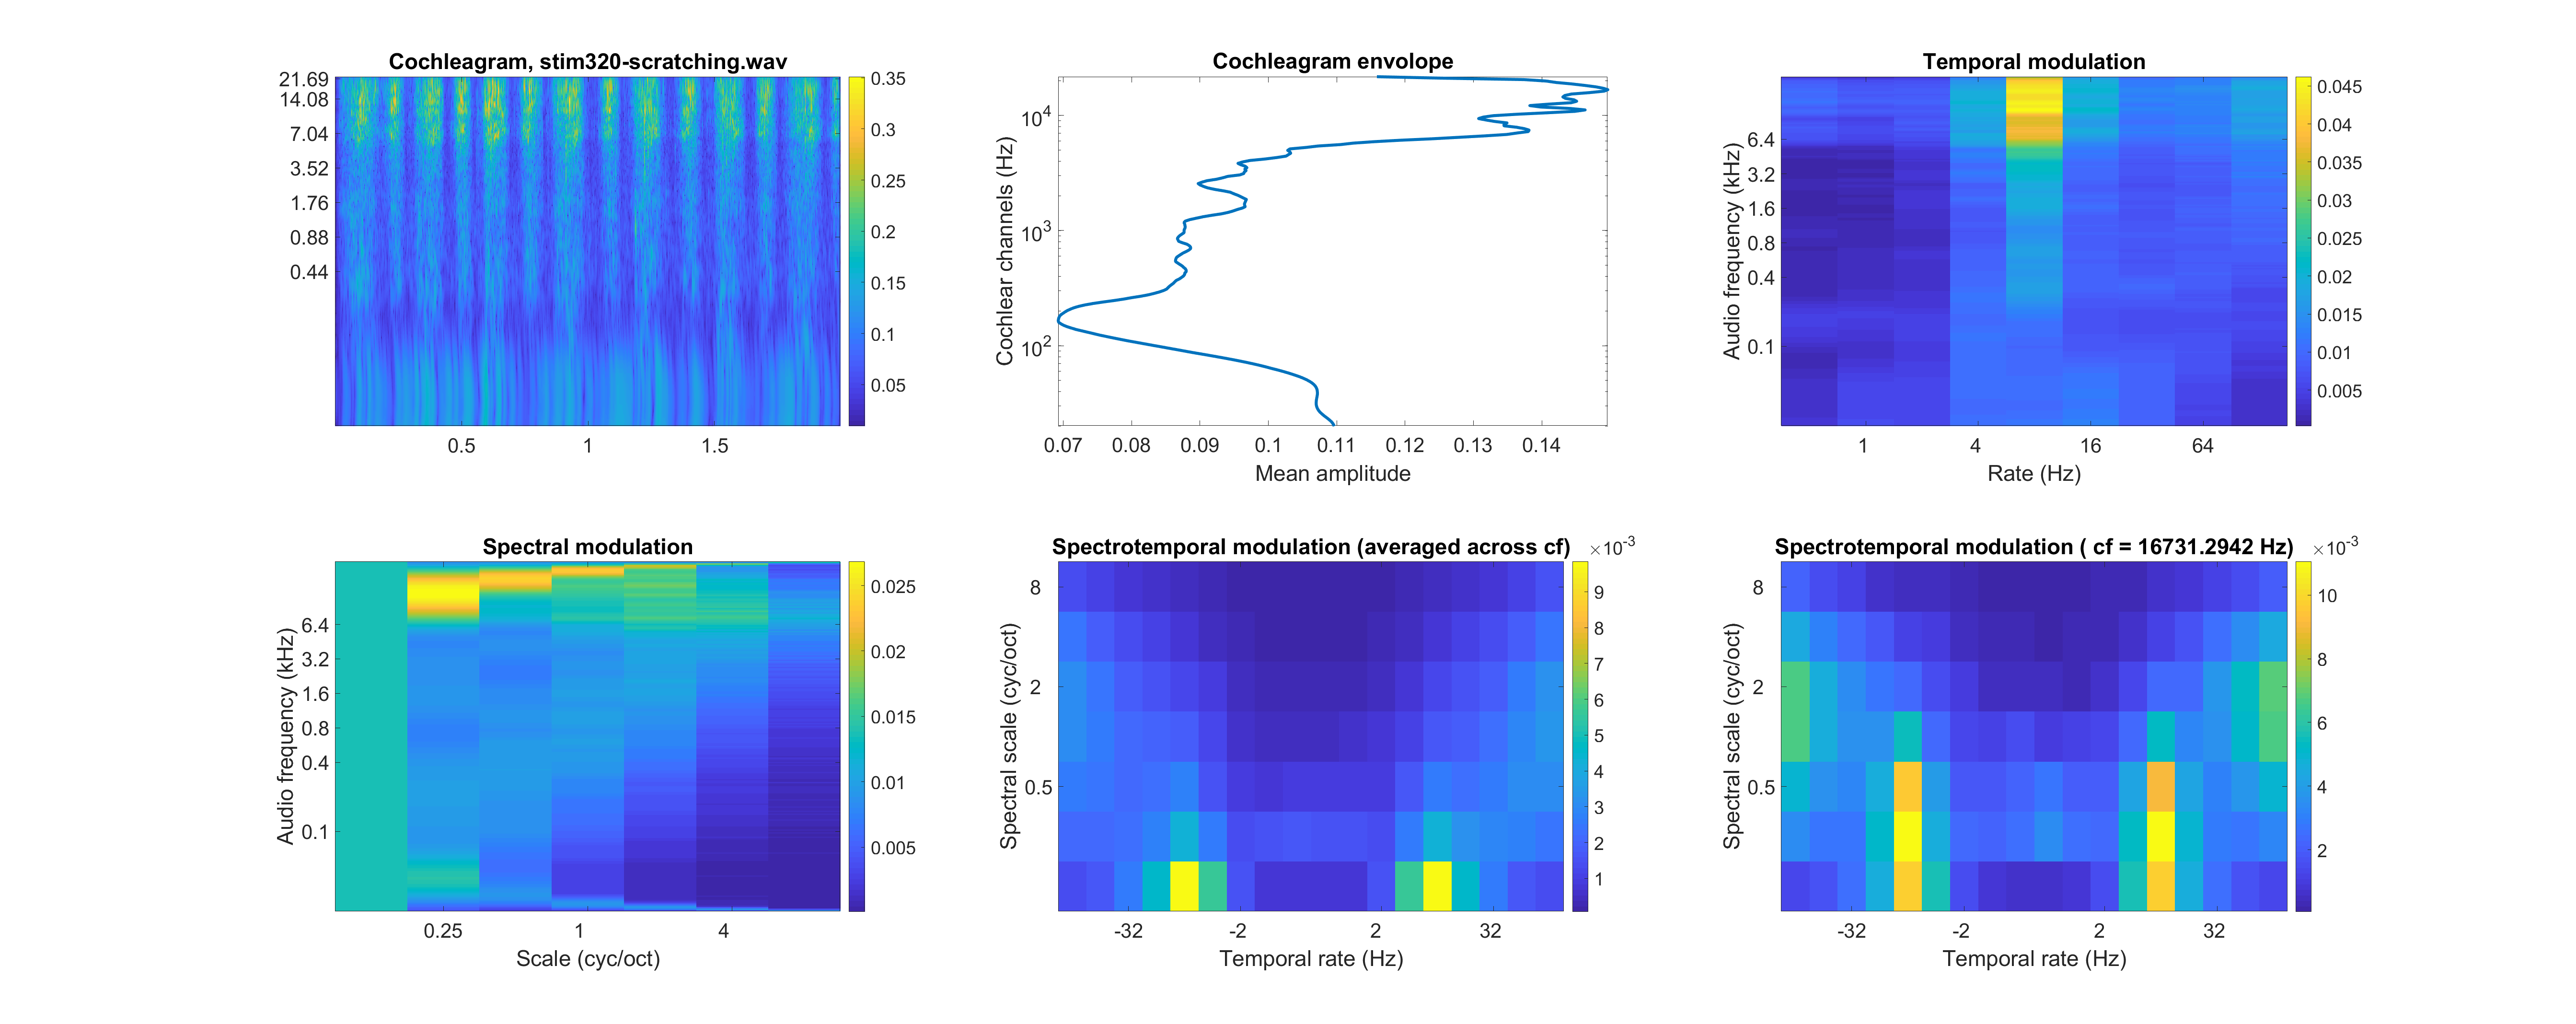 Cochleagram, stim320-scratching.wav
21.69
14.08
7.04
3.52
1.76
0.88
0.44
0.5 1 1.5
0.35
0.3
0.25
0.2
0.15
0.1
0.05
Cochleagram envolope
Cochlear channels (Hz)
10^4
10^3
10^2
0.07 0.08 0.09 0.1 0.11 0.12 0.13 0.14
Mean amplitude
Temporal modulation
Audio frequency (kHz)
6.4
3.2
1.6
0.8
0.4
0.1
1 4 16 64
Rate (Hz)
0.045
0.04
0.035
0.03
0.025
0.02
0.015
0.01
0.005
Spectral modulation
Audio frequency (kHz)
6.4
3.2
1.6
0.8
0.4
0.1
0.25 1 4
Scale (cyc/oct)
0.025
0.02
0.015
0.01
0.005
Spectrotemporal modulation (averaged across cf)
×10^-3
Spectral scale (cyc/oct)
8
2
0.5
-32 -2 2 32
Temporal rate (Hz)
9
8
7
6
5
4
3
2
1
Spectrotemporal modulation ( cf = 16731.2942 Hz)
×10^-3
Spectral scale (cyc/oct)
8
2
0.5
-32 -2 2 32
Temporal rate (Hz)
10
8
6
4
2